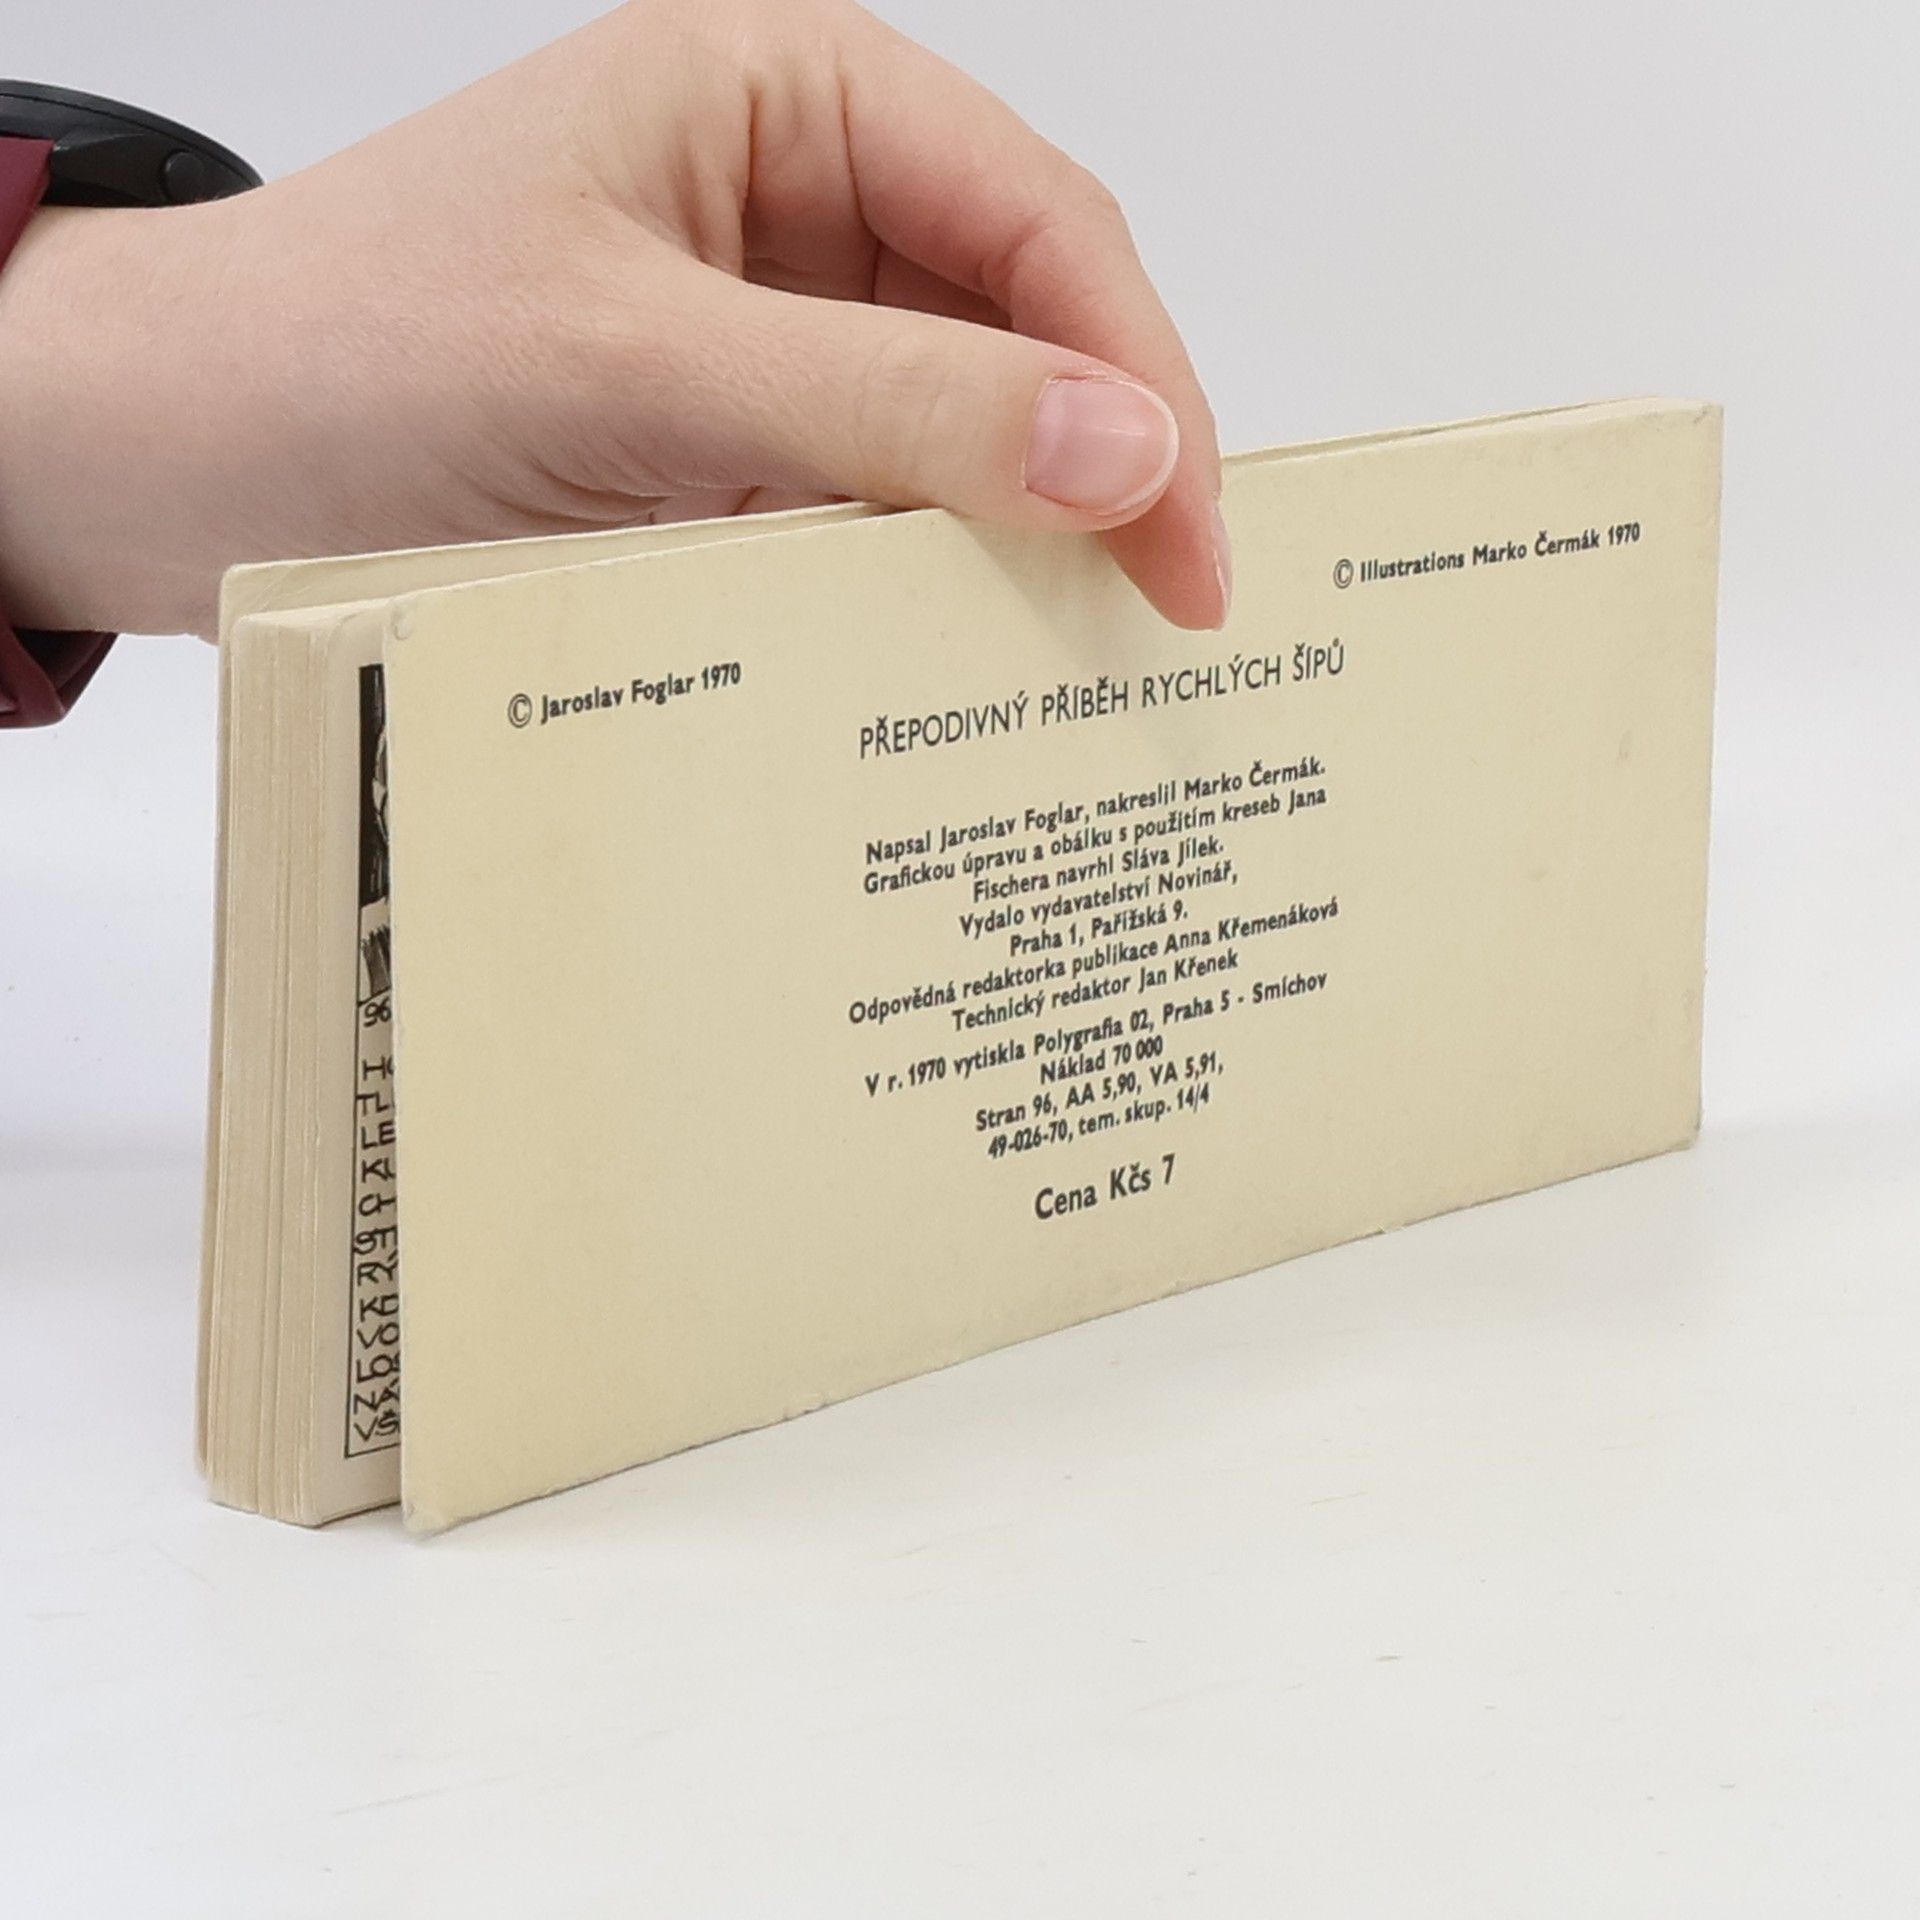 © Jaroslav Foglar 1970
© Illustrations Marko Čermák 1970
PŘEPODIVNÝ PŘÍBĚH RYCHLÝCH ŠÍPŮ
Napsal Jaroslav Foglar, nakreslil Marko Čermák.
Grafickou úpravu a obálku s použitím kreseb Jana
Fischera navrhl Sláva Jílek.
Vydalo vydavatelství Novinář,
Praha 1, Pařížská 9.
Odpovědná redaktorka publikace Anna Křemenáková
Technický redaktor Jan Křenek
V r. 1970 vytiskla Polygrafia 02, Praha 5 - Smíchov
Náklad 70 000
Stran 96, AA 5,90, VA 5,91,
49-026-70, tem. skup. 14/4
Cena Kčs 7
96